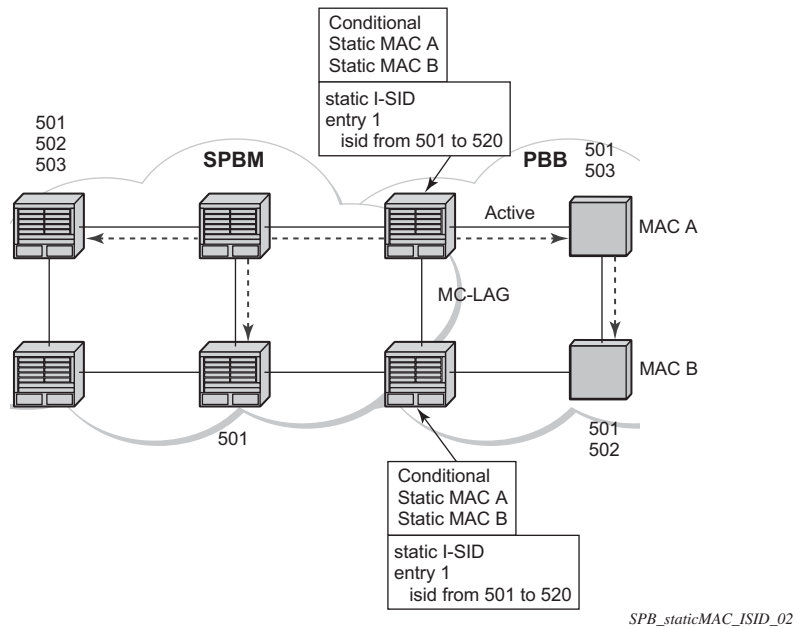 Conditional
Static MAC A
Static MAC B
static I-SID
entry 1
isid from 501 to 520
501
502
503
SPBM
PBB
501
503
Active
MAC A
MC-LAG
MAC B
501
501
502
Conditional
Static MAC A
Static MAC B
static I-SID
entry 1
isid from 501 to 520
SPB_staticMAC_ISID_02